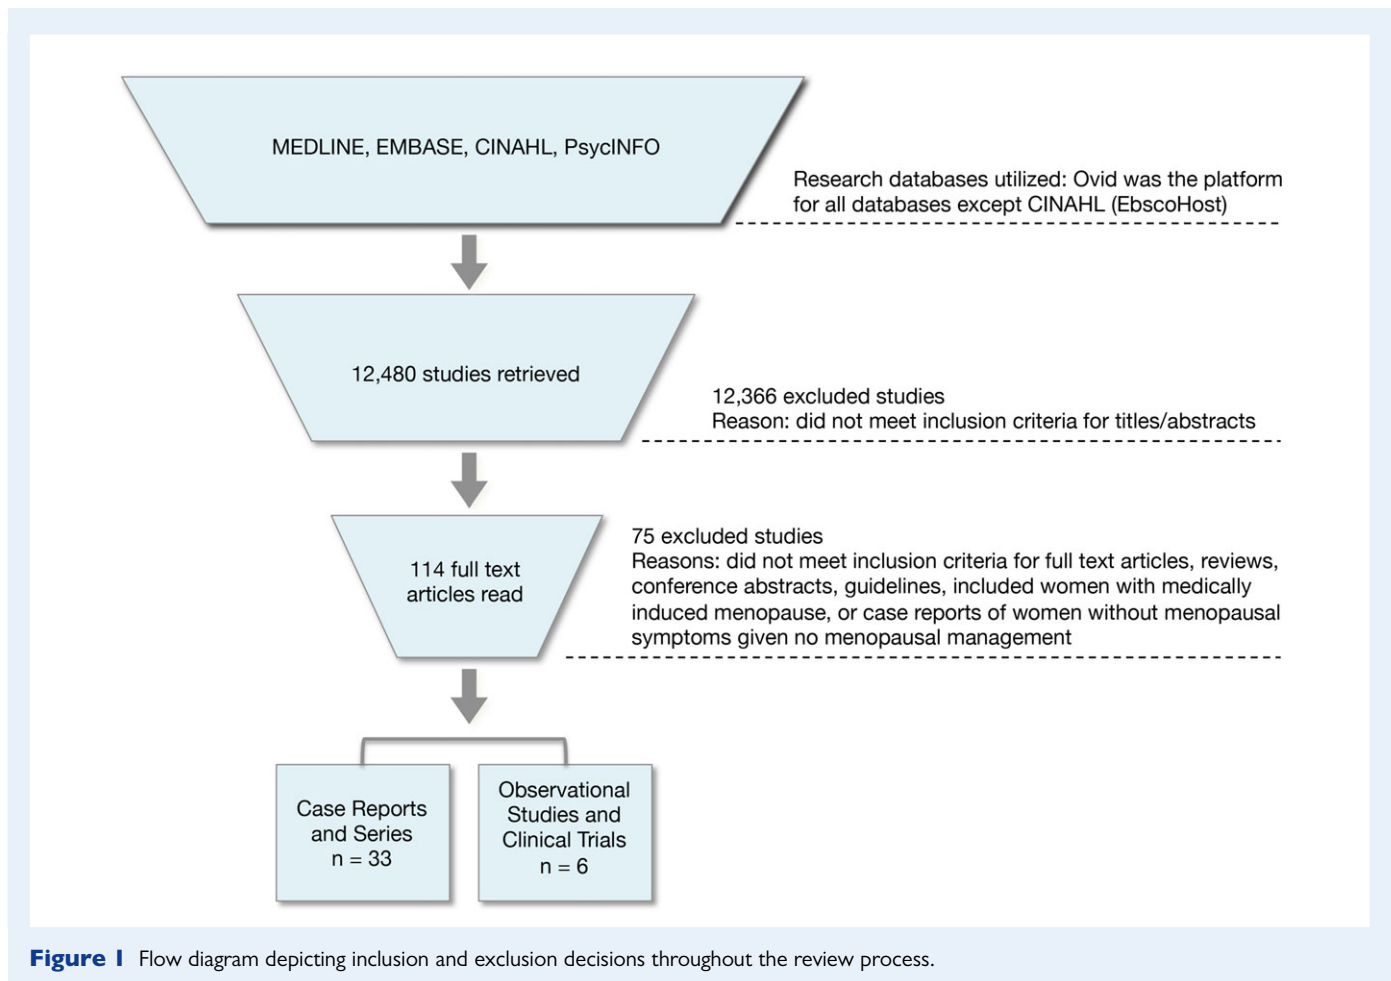 MEDLINE, EMBASE, CINAHL, PsycINFO
Research databases utilized: Ovid was the platform
for all databases except CINAHL (EbscoHost)
12,480 studies retrieved
12,366 excluded studies
Reason: did not meet inclusion criteria for titles/abstracts
114 full text
articles read
75 excluded studies
Reasons: did not meet inclusion criteria for full text articles, reviews,
conference abstracts, guidelines, included women with medically
induced menopause, or case reports of women without menopausal
symptoms given no menopausal management
Case Reports
and Series
n = 33
Observational
Studies and
Clinical Trials
n = 6
Figure 1 Flow diagram depicting inclusion and exclusion decisions throughout the review process.